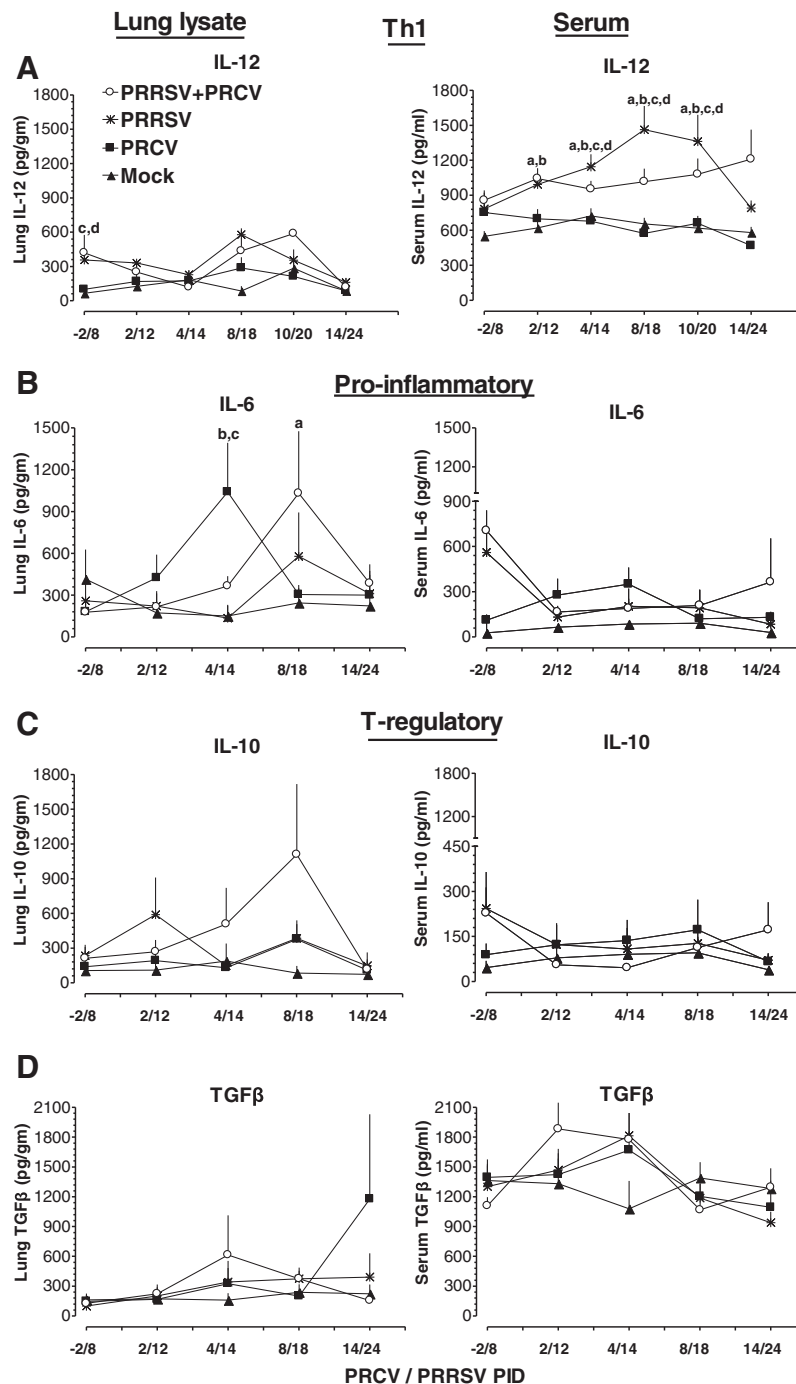 Lung lysate
Th1
Serum
A
IL-12
IL-12
PRRSV+PRCV
PRRSV
PRCV
Mock
Lung IL-12 (pg/gm)
1800
1500
1200
900
600
300
0
c,d
-2/8 2/12 4/14 8/18 10/20 14/24
Serum IL-12 (pg/ml)
1800
1500
1200
900
600
300
0
a,b
a,b,c,d
a,b,c,d
a,b,c,d
-2/8 2/12 4/14 8/18 10/20 14/24
B
Pro-inflammatory
IL-6
IL-6
Lung IL-6 (pg/gm)
1500
1200
900
600
300
0
b,c
a
-2/8 2/12 4/14 8/18 14/24
Serum IL-6 (pg/ml)
1500
1200
900
600
300
0
-2/8 2/12 4/14 8/18 14/24
C
T-regulatory
IL-10
IL-10
Lung IL-10 (pg/gm)
1800
1500
1200
900
600
300
0
-2/8 2/12 4/14 8/18 14/24
Serum IL-10 (pg/ml)
1800
1200
450
300
150
0
-2/8 2/12 4/14 8/18 14/24
D
TGFβ
TGFβ
Lung TGFβ (pg/gm)
2100
1800
1500
1200
900
600
300
0
-2/8 2/12 4/14 8/18 14/24
Serum TGFβ (pg/ml)
2100
1800
1500
1200
900
600
300
0
-2/8 2/12 4/14 8/18 14/24
PRCV / PRRSV PID